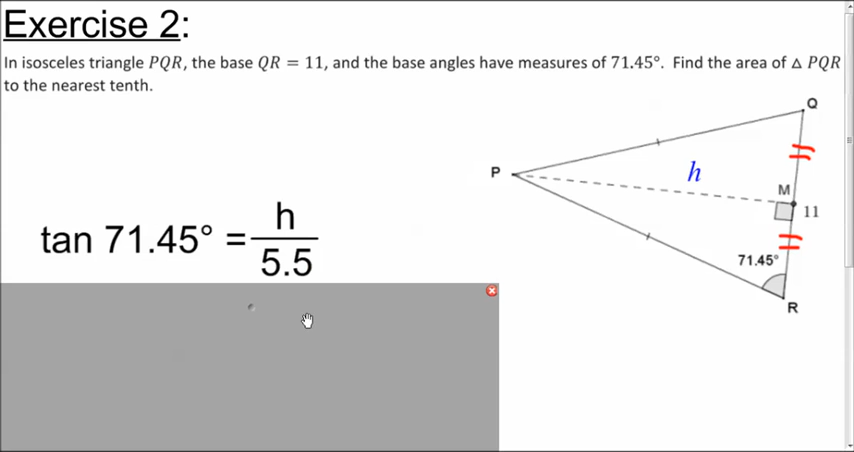 Exercise 2:
In isosceles triangle PQR, the base QR = 11, and the base angles have measures of 71.45°. Find the area of △ PQR
to the nearest tenth.
Q
P
h
M
11
tan 71.45° = h/5.5
71.45°
R